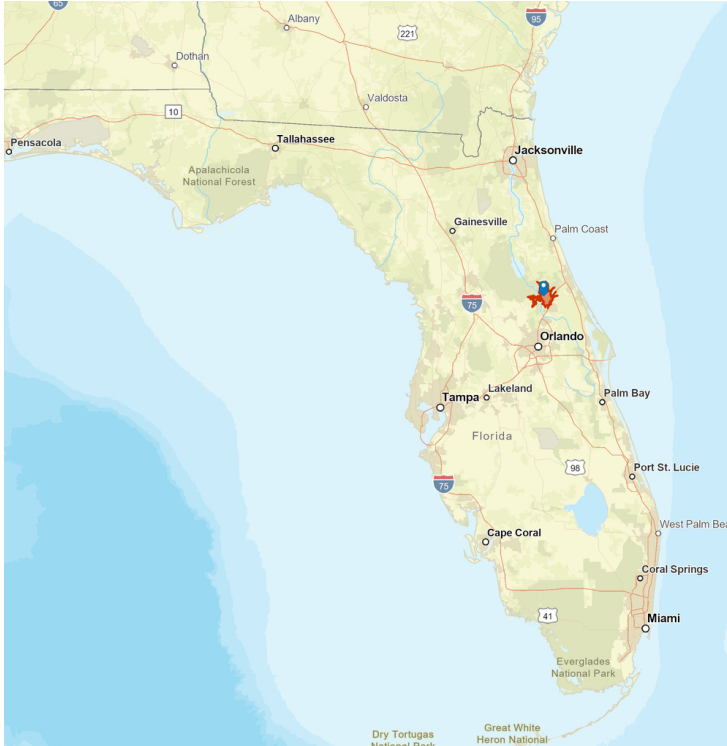 65
Albany
221
95
Dothan
Valdosta
10
Pensacola
Tallahassee
Jacksonville
Apalachicola
National Forest
Gainesville
Palm Coast
75
Orlando
Lakeland
Tampa
Palm Bay
Florida
98
Port St. Lucie
75
West Palm Bea
Cape Coral
Coral Springs
41
Miami
Everglades
National Park
Great White
Heron National
Dry Tortugas
National Park